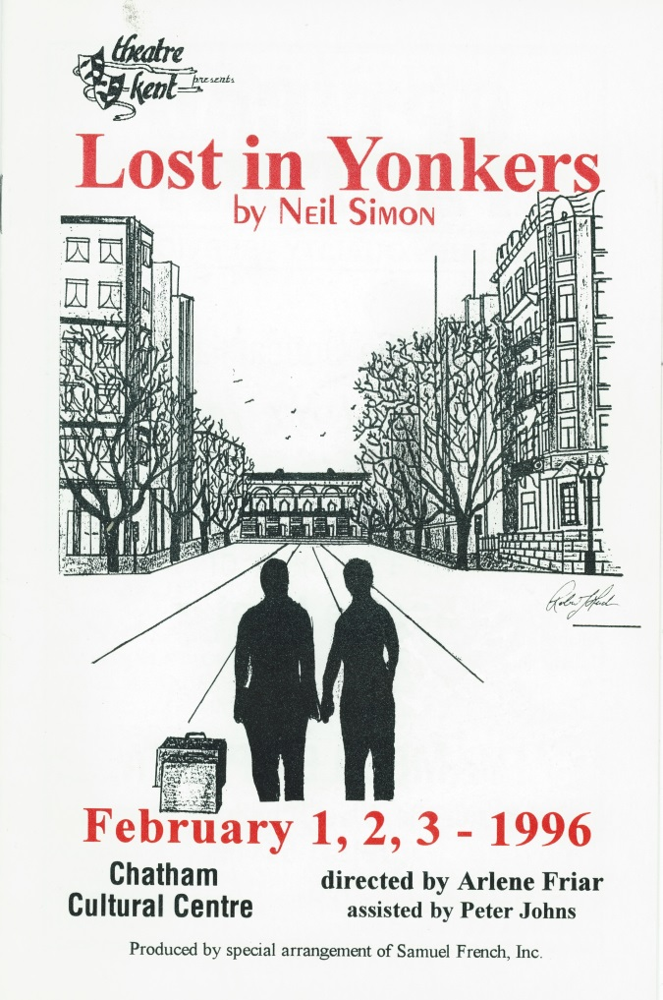 theatre
kent presents
Lost in Yonkers
by NEil SiMON
February 1, 2, 3 - 1996
Chatham
Cultural Centre
directed by Arlene Friar
assisted by Peter Johns
Produced by special arrangement of Samuel French, Inc.